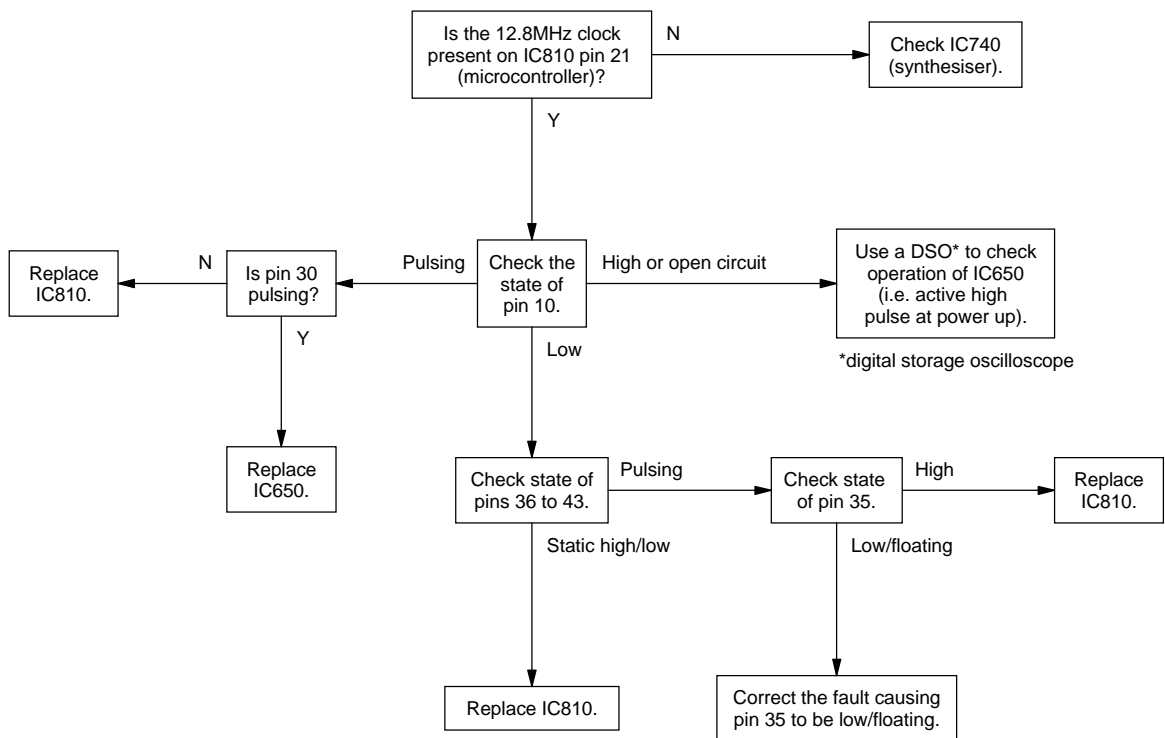 Is the 12.8MHz clock
present on IC810 pin 21
(microcontroller)?
N
Check IC740
(synthesiser).
Y
Replace
IC810.
N
Is pin 30
pulsing?
Pulsing
Check the
state of
pin 10.
High or open circuit
Use a DSO* to check
operation of IC650
(i.e. active high
pulse at power up).
*digital storage oscilloscope
Y
Low
Replace
IC650.
Check state of
pins 36 to 43.
Pulsing
Check state
of pin 35.
High
Replace
IC810.
Static high/low
Low/floating
Replace IC810.
Correct the fault causing
pin 35 to be low/floating.